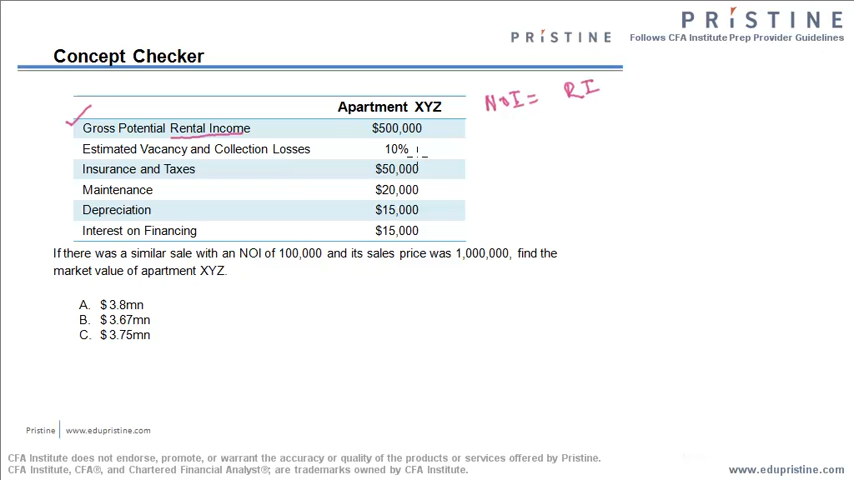 PRISTINE
PRISTINE
Follows CFA Institute Prep Provider Guidelines
Concept Checker
Apartment XYZ
NOI = RI
Gross Potential Rental Income $500,000
Estimated Vacancy and Collection Losses 10%
Insurance and Taxes $50,000
Maintenance $20,000
Depreciation $15,000
Interest on Financing $15,000
If there was a similar sale with an NOI of 100,000 and its sales price was 1,000,000, find the
market value of apartment XYZ.
A. $ 3.8mn
B. $ 3.67mn
C. $ 3.75mn
Pristine www.edupristine.com
CFA Institute does not endorse, promote, or warrant the accuracy or quality of the products or services offered by Pristine.
CFA Institute, CFA®, and Chartered Financial Analyst®; are trademarks owned by CFA Institute.
www.edupristine.com